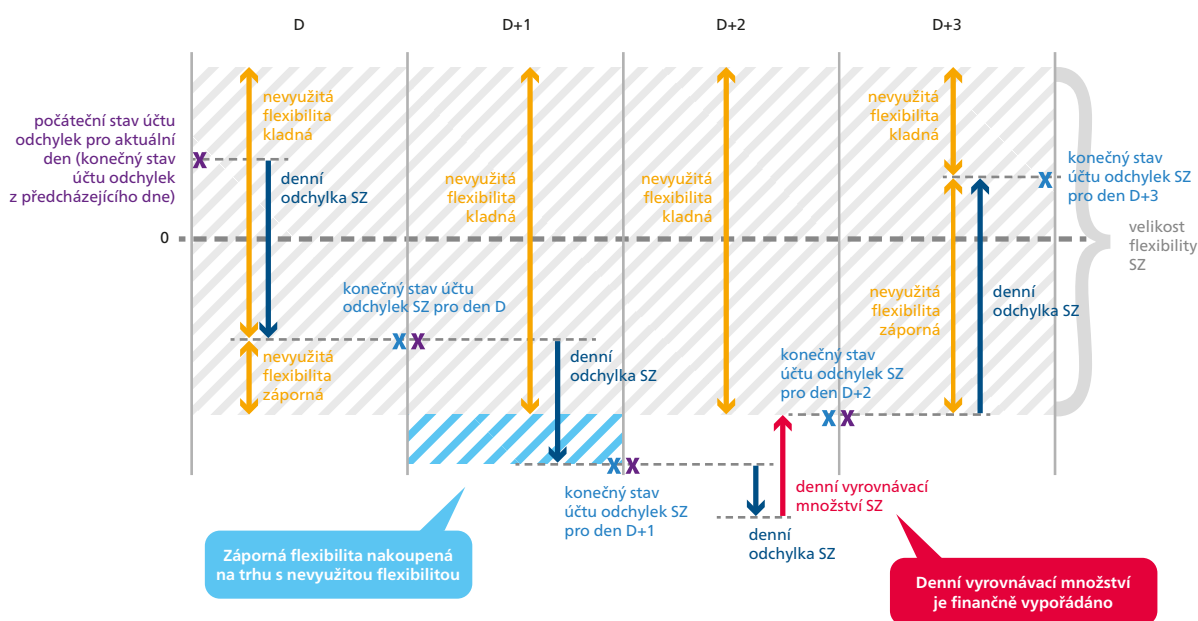 D
D+1
D+2
D+3
nevyužitá
flexibilita
kladná
počáteční stav účtu
odchylek pro aktuální
den (konečný stav
účtu odchylek
z předcházejícího dne)
x
denní
odchylka SZ
nevyužitá
flexibilita
kladná
nevyužitá
flexibilita
kladná
nevyužitá
flexibilita
kladná
konečný stav
účtu odchylek SZ
pro den D+3
x
0
velikost
flexibility
SZ
konečný stav účtu
odchylek SZ pro den D
x x
nevyužitá
flexibilita
záporná
denní
odchylka SZ
nevyužitá
flexibilita
záporná
denní
odchylka SZ
konečný stav
účtu odchylek SZ
pro den D+2
x x
x x
konečný stav
účtu odchylek SZ
pro den D+1
denní
odchylka SZ
denní vyrovnávací
množství SZ
Záporná flexibilita nakoupená
na trhu s nevyužitou flexibilitou
Denní vyrovnávací množství
je finančně vypořádáno